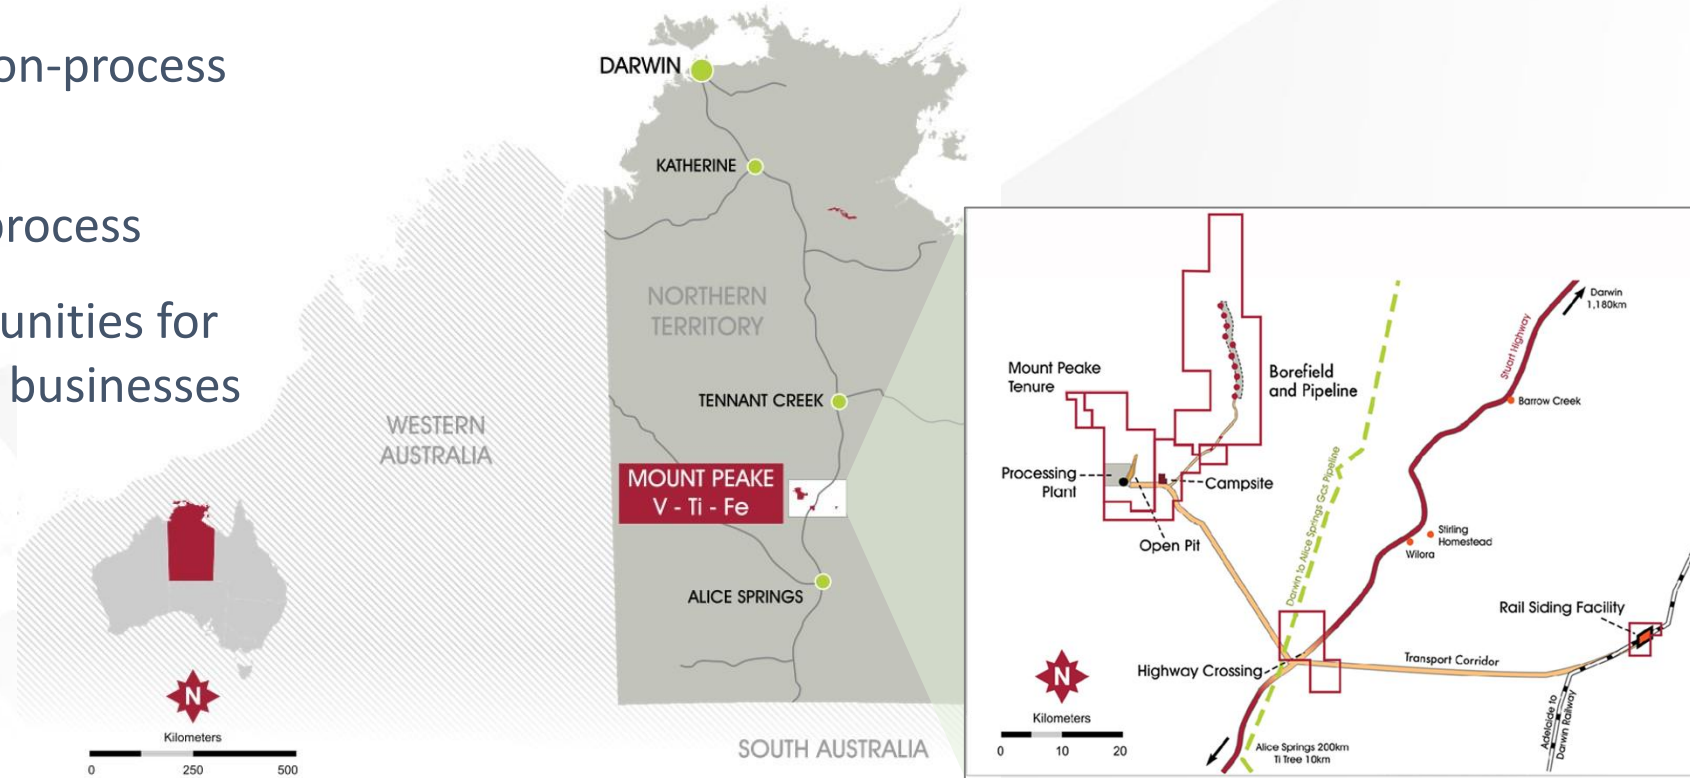 on-process
process
unities for
businesses
DARWIN
KATHERINE
NORTHERN
TERRITORY
TENNANT CREEK
WESTERN
AUSTRALIA
MOUNT PEAKE
V - Ti - Fe
ALICE SPRINGS
SOUTH AUSTRALIA
N
Kilometers
0 250 500
Darwin
1,180km
Stuart Highway
Mount Peake
Tenure
Borefield
and Pipeline
Barrow Creek
Processing
Plant
Campsite
Open Pit
Darwin to Alice Springs Gas Pipeline
Stirling
Homestead
Wilora
Rail Siding Facility
Highway Crossing
Transport Corridor
Adelaide to
Darwin Railway
N
Kilometers
0 10 20
Alice Springs 200km
Ti Tree 10km